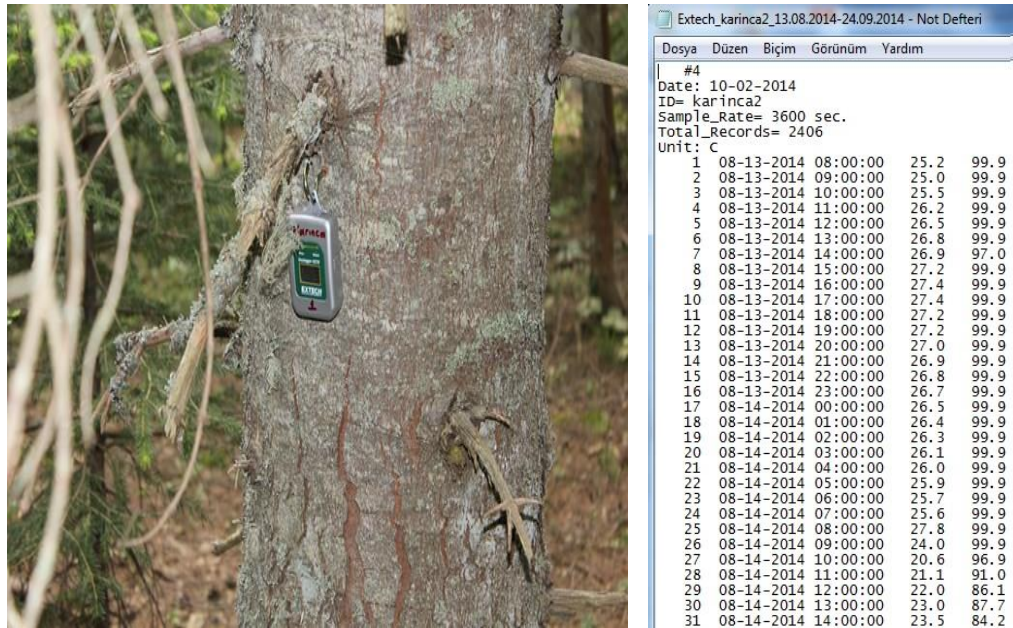 Karinca
EXTECH
1
Extech_karinca2_13.08.2014-24.09.2014 - Not Defteri
Dosya Düzen Biçim Görünüm Yardım
#4
Date: 10-02-2014
ID= karinca2
Sample_Rate= 3600 sec.
Total_Records= 2406
Unit: C
1 08-13-2014 08:00:00 25.2 99.9
2 08-13-2014 09:00:00 25.0 99.9
3 08-13-2014 10:00:00 25.5 99.9
4 08-13-2014 11:00:00 26.2 99.9
5 08-13-2014 12:00:00 26.5 99.9
6 08-13-2014 13:00:00 26.8 99.9
7 08-13-2014 14:00:00 26.9 97.0
8 08-13-2014 15:00:00 27.2 99.9
9 08-13-2014 16:00:00 27.4 99.9
10 08-13-2014 17:00:00 27.4 99.9
11 08-13-2014 18:00:00 27.2 99.9
12 08-13-2014 19:00:00 27.2 99.9
13 08-13-2014 20:00:00 27.0 99.9
14 08-13-2014 21:00:00 26.9 99.9
15 08-13-2014 22:00:00 26.8 99.9
16 08-13-2014 23:00:00 26.7 99.9
17 08-14-2014 00:00:00 26.5 99.9
18 08-14-2014 01:00:00 26.4 99.9
19 08-14-2014 02:00:00 26.3 99.9
20 08-14-2014 03:00:00 26.1 99.9
21 08-14-2014 04:00:00 26.0 99.9
22 08-14-2014 05:00:00 25.9 99.9
23 08-14-2014 06:00:00 25.7 99.9
24 08-14-2014 07:00:00 25.6 99.9
25 08-14-2014 08:00:00 27.8 99.9
26 08-14-2014 09:00:00 24.0 99.9
27 08-14-2014 10:00:00 20.6 96.9
28 08-14-2014 11:00:00 21.1 91.0
29 08-14-2014 12:00:00 22.0 86.1
30 08-14-2014 13:00:00 23.0 87.7
31 08-14-2014 14:00:00 23.5 84.2